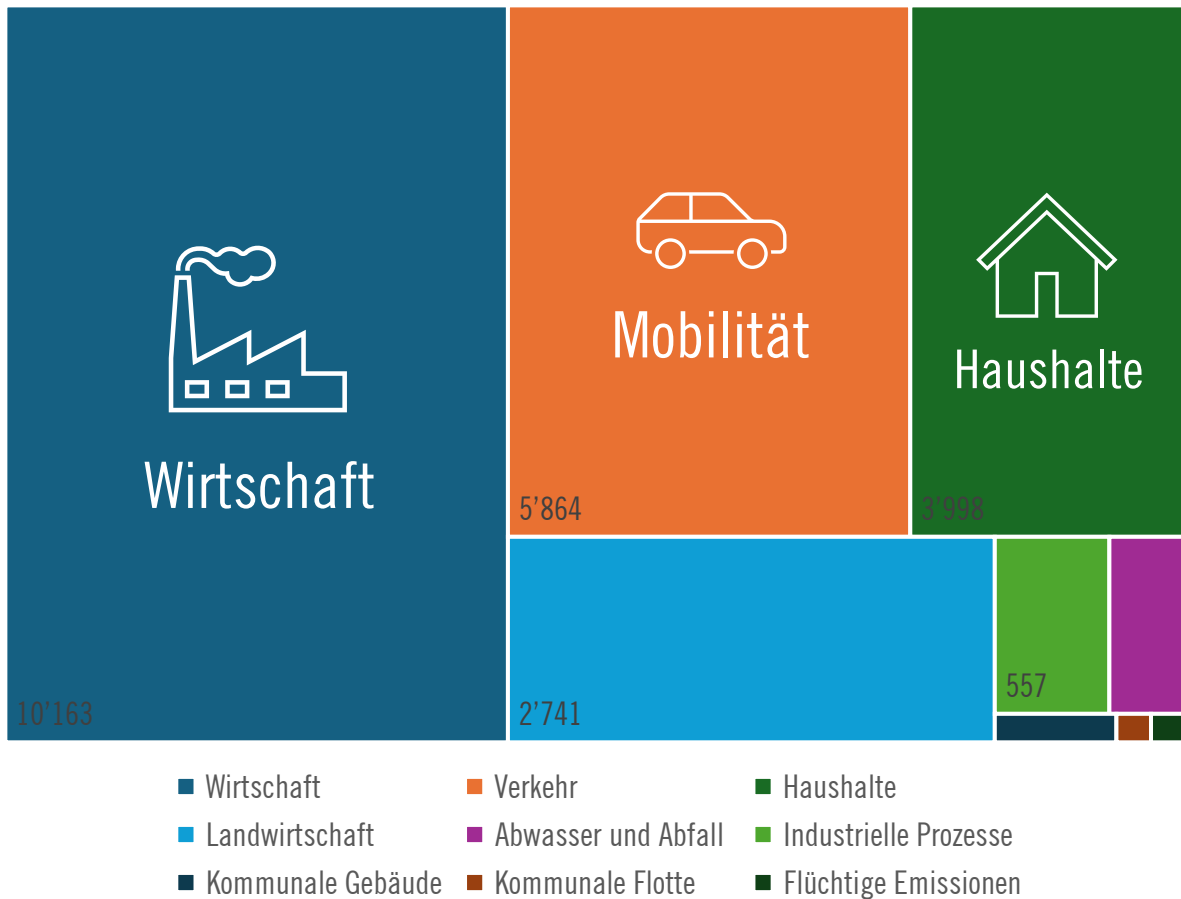 Wirtschaft
10’163
Mobilität
5’864
Haushalte
3’998
2’741
557
Wirtschaft
Verkehr
Haushalte
Landwirtschaft
Abwasser und Abfall
Industrielle Prozesse
Kommunale Gebäude
Kommunale Flotte
Flüchtige Emissionen